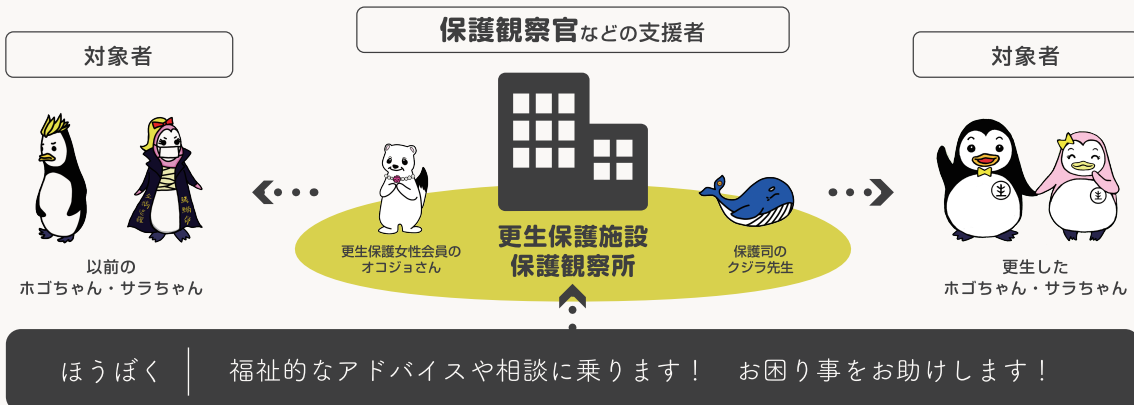 対象者
保護観察官などの支援者
対象者
更生保護女性会員の
オコジョさん
更生保護施設
保護観察所
保護司の
クジラ先生
以前の
ホゴちゃん・サラちゃん
更生した
ホゴちゃん・サラちゃん
ほうぼく
福祉的なアドバイスや相談に乗ります！　お困り事をお助けします！